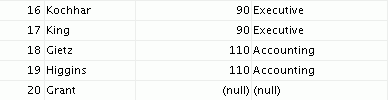 16 Kochhar 90 Executive
17 King 90 Executive
18 Gietz 110 Accounting
19 Higgins 110 Accounting
20 Grant (null) (null)